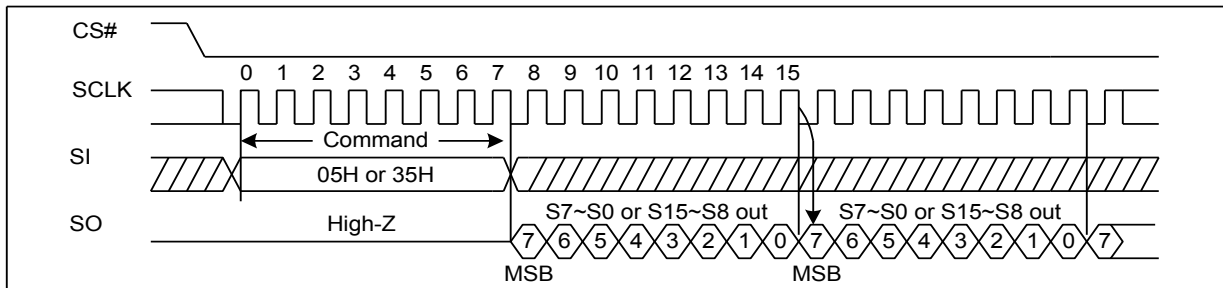 CS#
0 1 2 3 4 5 6 7 8 9 10 11 12 13 14 15
SCLK
Command
SI
05H or 35H
S7~S0 or S15~S8 out S7~S0 or S15~S8 out
SO High-Z
7 6 5 4 3 2 1 0 7 6 5 4 3 2 1 0 7
MSB MSB